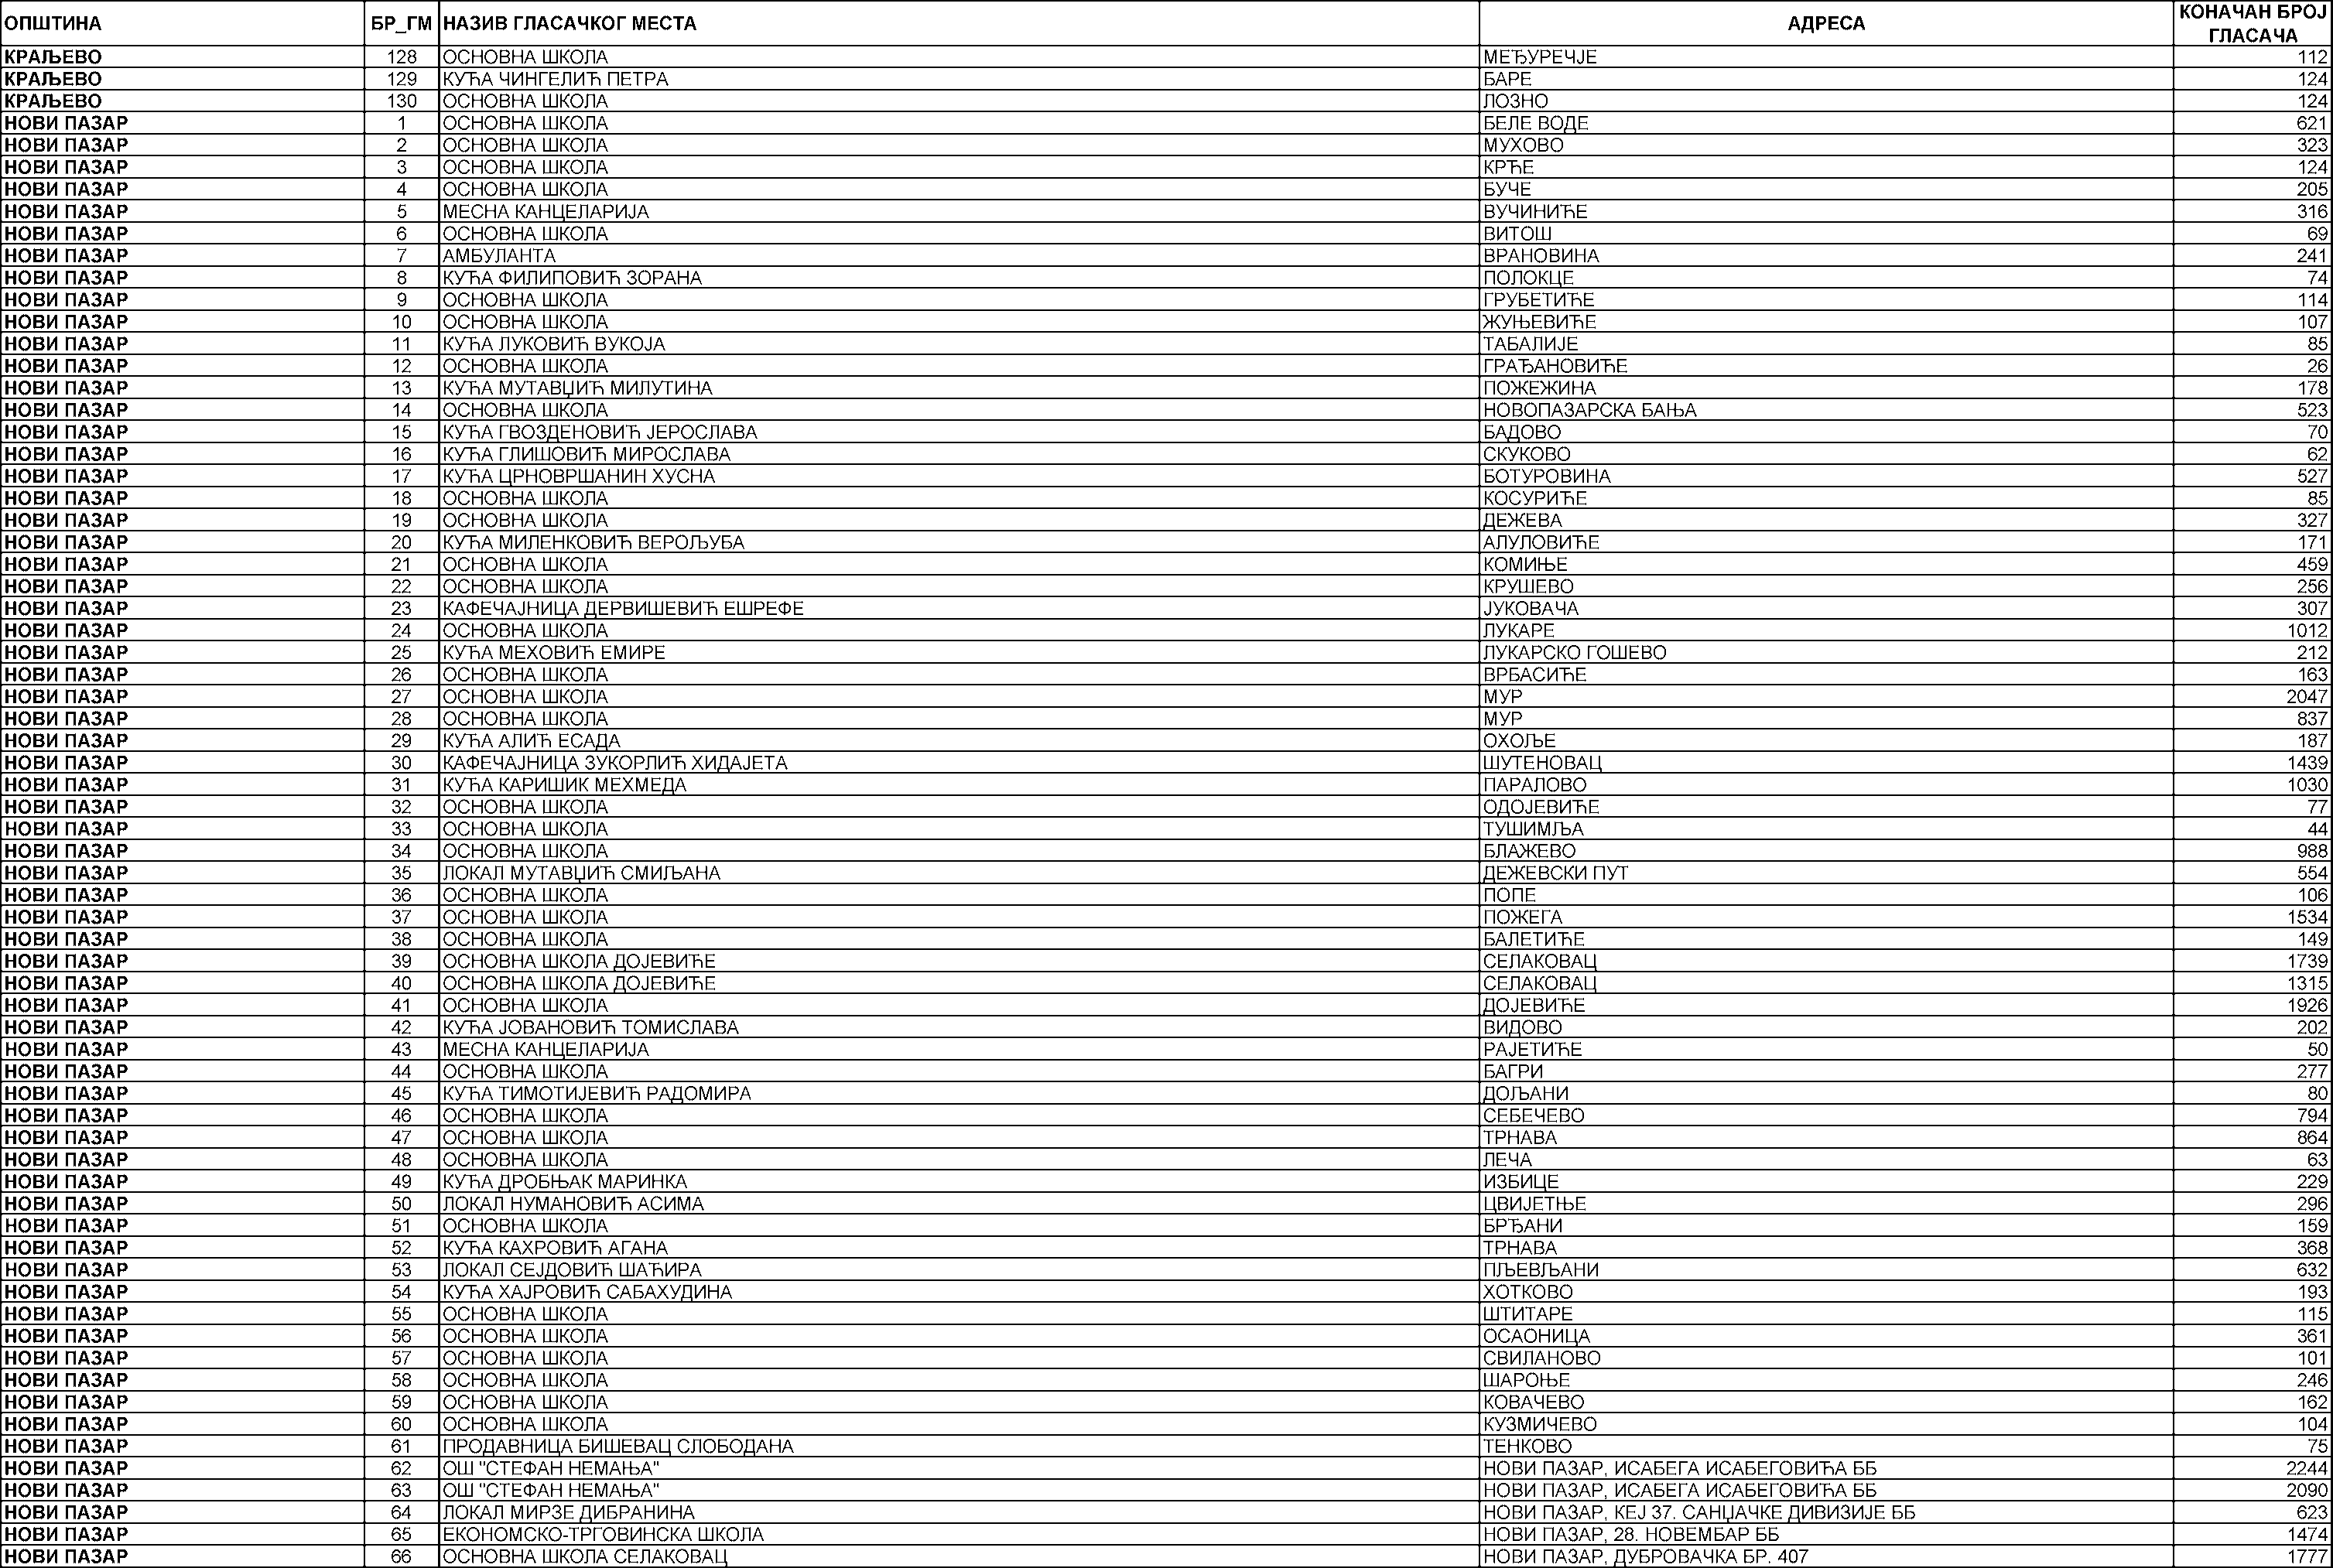 ОПШТИНА БР_ГМ НАЗИВ ГЛАСАЧКОГ МЕСТА АДРЕСА КОНАЧАН БРОЈ ГЛАСАЧА
КРАЉЕВО 128 ОСНОВНА ШКОЛА МЕЂУРЕЧЈЕ 112
КРАЉЕВО 129 КУЋА ЧИНГЕЛИЋ ПЕТРА БАРЕ 124
КРАЉЕВО 130 ОСНОВНА ШКОЛА ЛОЗНО 124
НОВИ ПАЗАР 1 ОСНОВНА ШКОЛА БЕЛЕ ВОДЕ 621
НОВИ ПАЗАР 2 ОСНОВНА ШКОЛА МУХОВО 323
НОВИ ПАЗАР 3 ОСНОВНА ШКОЛА КРЋЕ 124
НОВИ ПАЗАР 4 ОСНОВНА ШКОЛА БУЧЕ 205
НОВИ ПАЗАР 5 МЕСНА КАНЦЕЛАРИЈА ВУЧИНИЋЕ 316
НОВИ ПАЗАР 6 ОСНОВНА ШКОЛА ВИТОШ 69
НОВИ ПАЗАР 7 АМБУЛАНТА ВРАНОВИНА 241
НОВИ ПАЗАР 8 КУЋА ФИЛИПОВИЋ ЗОРАНА ПОЛОКЦЕ 74
НОВИ ПАЗАР 9 ОСНОВНА ШКОЛА ГРУБЕТИЋЕ 114
НОВИ ПАЗАР 10 ОСНОВНА ШКОЛА ЖУЊЕВИЋЕ 107
НОВИ ПАЗАР 11 КУЋА ЛУКОВИЋ ВУКОЈА ТАБАЛИЈЕ 85
НОВИ ПАЗАР 12 ОСНОВНА ШКОЛА ГРАЂАНОВИЋЕ 26
НОВИ ПАЗАР 13 КУЋА МУТАВЏИЋ МИЛУТИНА ПОЖЕЖИНА 178
НОВИ ПАЗАР 14 ОСНОВНА ШКОЛА НОВОПАЗАРСКА БАЊА 523
НОВИ ПАЗАР 15 КУЋА ГВОЗДЕНОВИЋ ЈЕРОСЛАВА БАДОВО 70
НОВИ ПАЗАР 16 КУЋА ГЛИШОВИЋ МИРОСЛАВА СКУКОВО 62
НОВИ ПАЗАР 17 КУЋА ЦРНОВРШАНИН ХУСНА БОТУРОВИНА 527
НОВИ ПАЗАР 18 ОСНОВНА ШКОЛА КОСУРИЋЕ 85
НОВИ ПАЗАР 19 ОСНОВНА ШКОЛА ДЕЖЕВА 327
НОВИ ПАЗАР 20 КУЋА МИЛЕНКОВИЋ ВЕРОЉУБА АЛУЛОВИЋЕ 171
НОВИ ПАЗАР 21 ОСНОВНА ШКОЛА КОМИЊЕ 459
НОВИ ПАЗАР 22 ОСНОВНА ШКОЛА КРУШЕВО 256
НОВИ ПАЗАР 23 КАФЕЧАЈНИЦА ДЕРВИШЕВИЋ ЕШРЕФЕ ЈУКОВАЧА 307
НОВИ ПАЗАР 24 ОСНОВНА ШКОЛА ЛУКАРЕ 1012
НОВИ ПАЗАР 25 КУЋА МЕХОВИЋ ЕМИРЕ ЛУКАРСКО ГОШЕВО 212
НОВИ ПАЗАР 26 ОСНОВНА ШКОЛА ВРБАСИЋЕ 163
НОВИ ПАЗАР 27 ОСНОВНА ШКОЛА МУР 2047
НОВИ ПАЗАР 28 ОСНОВНА ШКОЛА МУР 837
НОВИ ПАЗАР 29 КУЋА АЛИЋ ЕСАДА ОХОЉЕ 187
НОВИ ПАЗАР 30 КАФЕЧАЈНИЦА ЗУКОРЛИЋ ХИДАЈЕТА ШУТЕНОВАЦ 1439
НОВИ ПАЗАР 31 КУЋА КАРИШИК МЕХМЕДА ПАРАЛОВО 1030
НОВИ ПАЗАР 32 ОСНОВНА ШКОЛА ОДОЈЕВИЋЕ 77
НОВИ ПАЗАР 33 ОСНОВНА ШКОЛА ТУШИМЉА 44
НОВИ ПАЗАР 34 ОСНОВНА ШКОЛА БЛАЖЕВО 988
НОВИ ПАЗАР 35 ЛОКАЛ МУТАВЏИЋ СМИЉАНА ДЕЖЕВСКИ ПУТ 554
НОВИ ПАЗАР 36 ОСНОВНА ШКОЛА ПОПЕ 106
НОВИ ПАЗАР 37 ОСНОВНА ШКОЛА ПОЖЕГА 1534
НОВИ ПАЗАР 38 ОСНОВНА ШКОЛА БАЛЕТИЋЕ 149
НОВИ ПАЗАР 39 ОСНОВНА ШКОЛА ДОЈЕВИЋЕ СЕЛАКОВАЦ 1739
НОВИ ПАЗАР 40 ОСНОВНА ШКОЛА ДОЈЕВИЋЕ СЕЛАКОВАЦ 1315
НОВИ ПАЗАР 41 ОСНОВНА ШКОЛА ДОЈЕВИЋЕ 1926
НОВИ ПАЗАР 42 КУЋА ЈОВАНОВИЋ ТОМИСЛАВА ВИДОВО 202
НОВИ ПАЗАР 43 МЕСНА КАНЦЕЛАРИЈА РАЈЕТИЋЕ 50
НОВИ ПАЗАР 44 ОСНОВНА ШКОЛА БАГРИ 277
НОВИ ПАЗАР 45 КУЋА ТИМОТИЈЕВИЋ РАДОМИРА ДОЉАНИ 80
НОВИ ПАЗАР 46 ОСНОВНА ШКОЛА СЕБЕЧЕВО 794
НОВИ ПАЗАР 47 ОСНОВНА ШКОЛА ТРНАВА 864
НОВИ ПАЗАР 48 ОСНОВНА ШКОЛА ЛЕЧА 63
НОВИ ПАЗАР 49 КУЋА ДРОБЊАК МАРИНКА ИЗБИЦЕ 229
НОВИ ПАЗАР 50 ЛОКАЛ НУМАНОВИЋ АСИМА ЦВИЈЕТЊЕ 296
НОВИ ПАЗАР 51 ОСНОВНА ШКОЛА БРЂАНИ 159
НОВИ ПАЗАР 52 КУЋА КАХРОВИЋ АГАНА ТРНАВА 368
НОВИ ПАЗАР 53 ЛОКАЛ СЕЈДОВИЋ ШАЋИРА ПЉЕВЉАНИ 632
НОВИ ПАЗАР 54 КУЋА ХАЈРОВИЋ САБАХУДИНА ХОТКОВО 193
НОВИ ПАЗАР 55 ОСНОВНА ШКОЛА ШТИТАРЕ 115
НОВИ ПАЗАР 56 ОСНОВНА ШКОЛА ОСАОНИЦА 361
НОВИ ПАЗАР 57 ОСНОВНА ШКОЛА СВИЛАНОВО 101
НОВИ ПАЗАР 58 ОСНОВНА ШКОЛА ШАРОЊЕ 246
НОВИ ПАЗАР 59 ОСНОВНА ШКОЛА КОВАЧЕВО 162
НОВИ ПАЗАР 60 ОСНОВНА ШКОЛА КУЗМИЧЕВО 104
НОВИ ПАЗАР 61 ПРОДАВНИЦА БИШЕВАЦ СЛОБОДАНА ТЕНКОВО 75
НОВИ ПАЗАР 62 ОШ "СТЕФАН НЕМАЊА" НОВИ ПАЗАР, ИСАБЕГА ИСАБЕГОВИЋА ББ 2244
НОВИ ПАЗАР 63 ОШ "СТЕФАН НЕМАЊА" НОВИ ПАЗАР, ИСАБЕГА ИСАБЕГОВИЋА ББ 2090
НОВИ ПАЗАР 64 ЛОКАЛ МИРЗЕ ДИБРАНИНА НОВИ ПАЗАР, КЕЈ 37. САНЏАЧКЕ ДИВИЗИЈЕ ББ 623
НОВИ ПАЗАР 65 ЕКОНОМСКО-ТРГОВИНСКА ШКОЛА НОВИ ПАЗАР, 28. НОВЕМБАР ББ 1474
НОВИ ПАЗАР 66 ОСНОВНА ШКОЛА СЕЛАКОВАЦ НОВИ ПАЗАР, ДУБРОВАЧКА БР. 407 1777